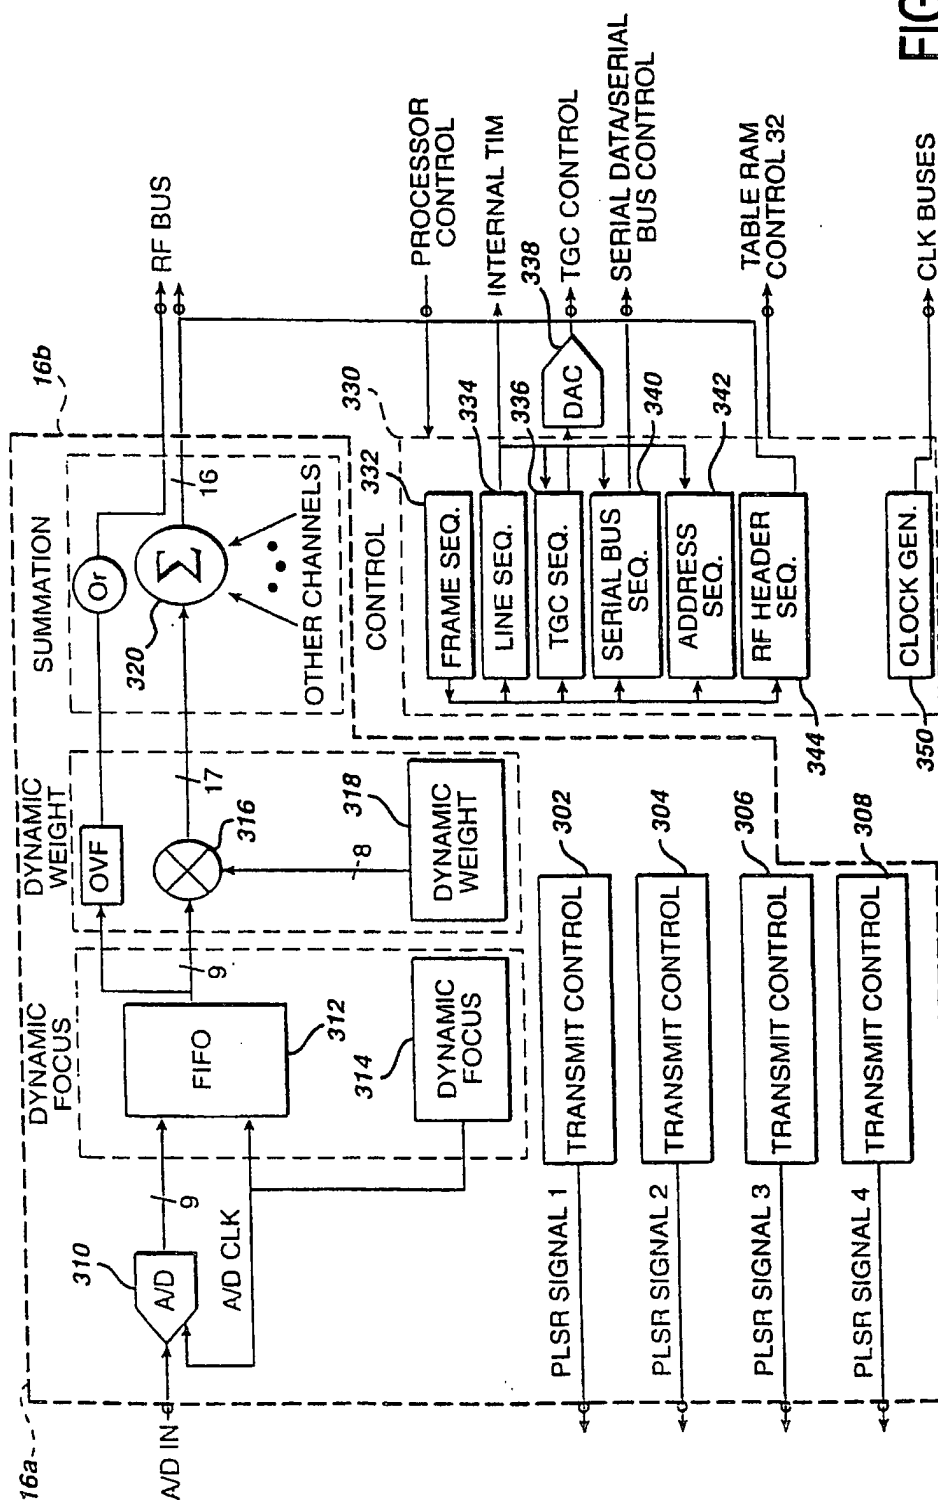 FIG
16a
16b
DYNAMIC
FOCUS
DYNAMIC
WEIGHT
SUMMATION
A/D IN
310
A/D
9
A/D CLK
FIFO
312
314
DYNAMIC
FOCUS
9
OVF
316
17
8
318
DYNAMIC
WEIGHT
Or
Σ
320
16
OTHER CHANNELS
RF BUS
CONTROL
330
332
FRAME SEQ.
334
LINE SEQ.
336
TGC SEQ.
338
DAC
340
SERIAL BUS
SEQ.
342
ADDRESS
SEQ.
RF HEADER
SEQ.
344
CLOCK GEN.
350
PROCESSOR
CONTROL
INTERNAL TIM
TGC CONTROL
SERIAL DATA/SERIAL
BUS CONTROL
TABLE RAM
CONTROL 32
CLK BUSES
PLSR SIGNAL 1
TRANSMIT CONTROL
302
PLSR SIGNAL 2
TRANSMIT CONTROL
304
PLSR SIGNAL 3
TRANSMIT CONTROL
306
PLSR SIGNAL 4
TRANSMIT CONTROL
308